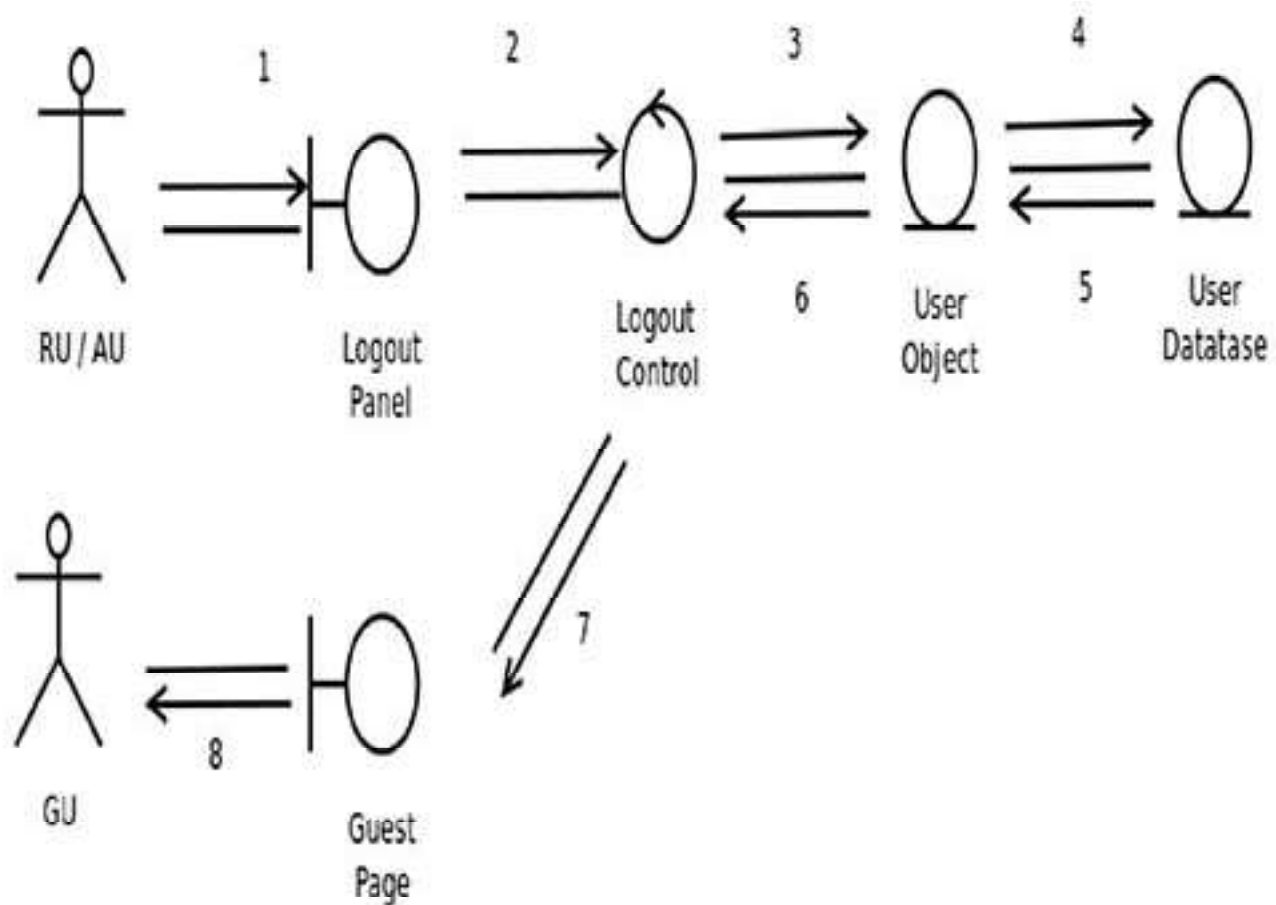 1
2
3
4
RU / AU
Logout
Panel
Logout
Control
6
User
Object
5
User
Datatase
7
8
GU
Guest
Page